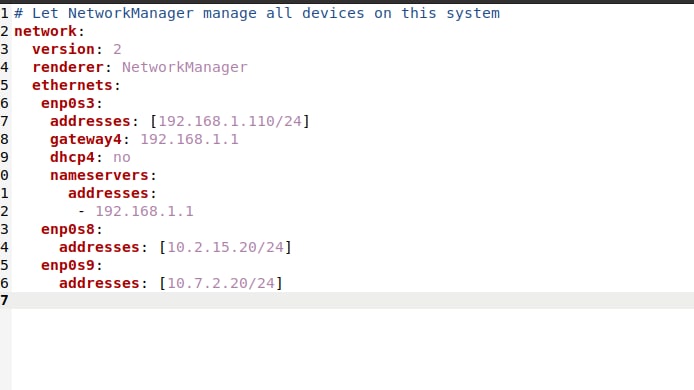 1 # Let NetworkManager manage all devices on this system
2 network:
3   version: 2
4   renderer: NetworkManager
5   ethernets:
6    enp0s3:
7     addresses: [192.168.1.110/24]
8     gateway4: 192.168.1.1
9     dhcp4: no
0     nameservers:
1       addresses:
2        - 192.168.1.1
3    enp0s8:
4      addresses: [10.2.15.20/24]
5    enp0s9:
6      addresses: [10.7.2.20/24]
7